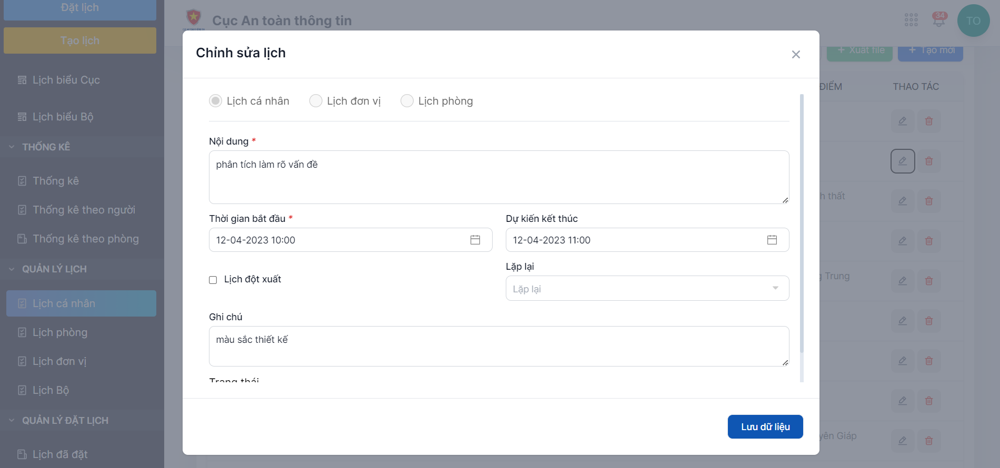 Đặt lịch
Tạo lịch
Lịch biểu Cục
Lịch biểu Bộ
THỐNG KÊ
Thống kê
Thống kê theo người
Thống kê theo phòng
QUẢN LÝ LỊCH
Lịch cá nhân
Lịch phòng
Lịch đơn vị
Lịch Bộ
QUẢN LÝ ĐẶT LỊCH
Lịch đã đặt
Cục An toàn thông tin
34
TO
+ Xuất file
+ Tạo mới
ĐIỂM
THAO TÁC
h thất
g Trung
yên Giáp
Chỉnh sửa lịch
Lịch cá nhân
Lịch đơn vị
Lịch phòng
Nội dung *
phân tích làm rõ vấn đề
Thời gian bắt đầu *
Dự kiến kết thúc
12-04-2023 10:00
12-04-2023 11:00
Lịch đột xuất
Lặp lại
Lặp lại
Ghi chú
màu sắc thiết kế
Trạng thái
Lưu dữ liệu